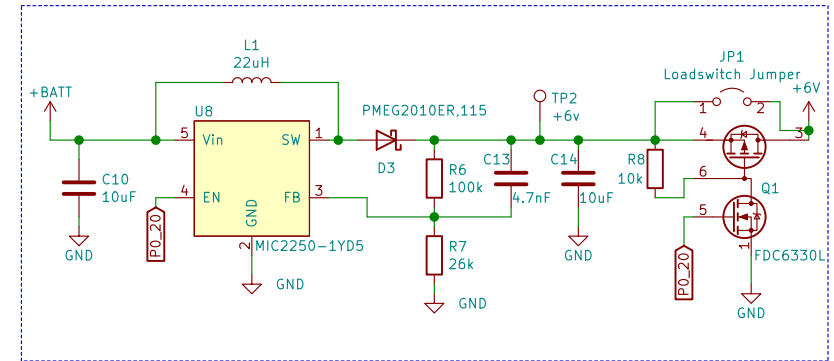 L1
22uH
JP1
Loadswitch Jumper
+BATT
+6V
1
2
U8
PMEG2010ER,115
TP2
+6v
5
Vin
SW
1
4
3
D3
C10
10uF
R6
100k
C13
4.7nF
C14
10uF
R8
10k
6
Q1
4
EN
FB
3
GND
2
MIC2250-1YD5
P0_20
GND
R7
26k
GND
5
1
FDC6330L
P0_20
GND
GND
GND